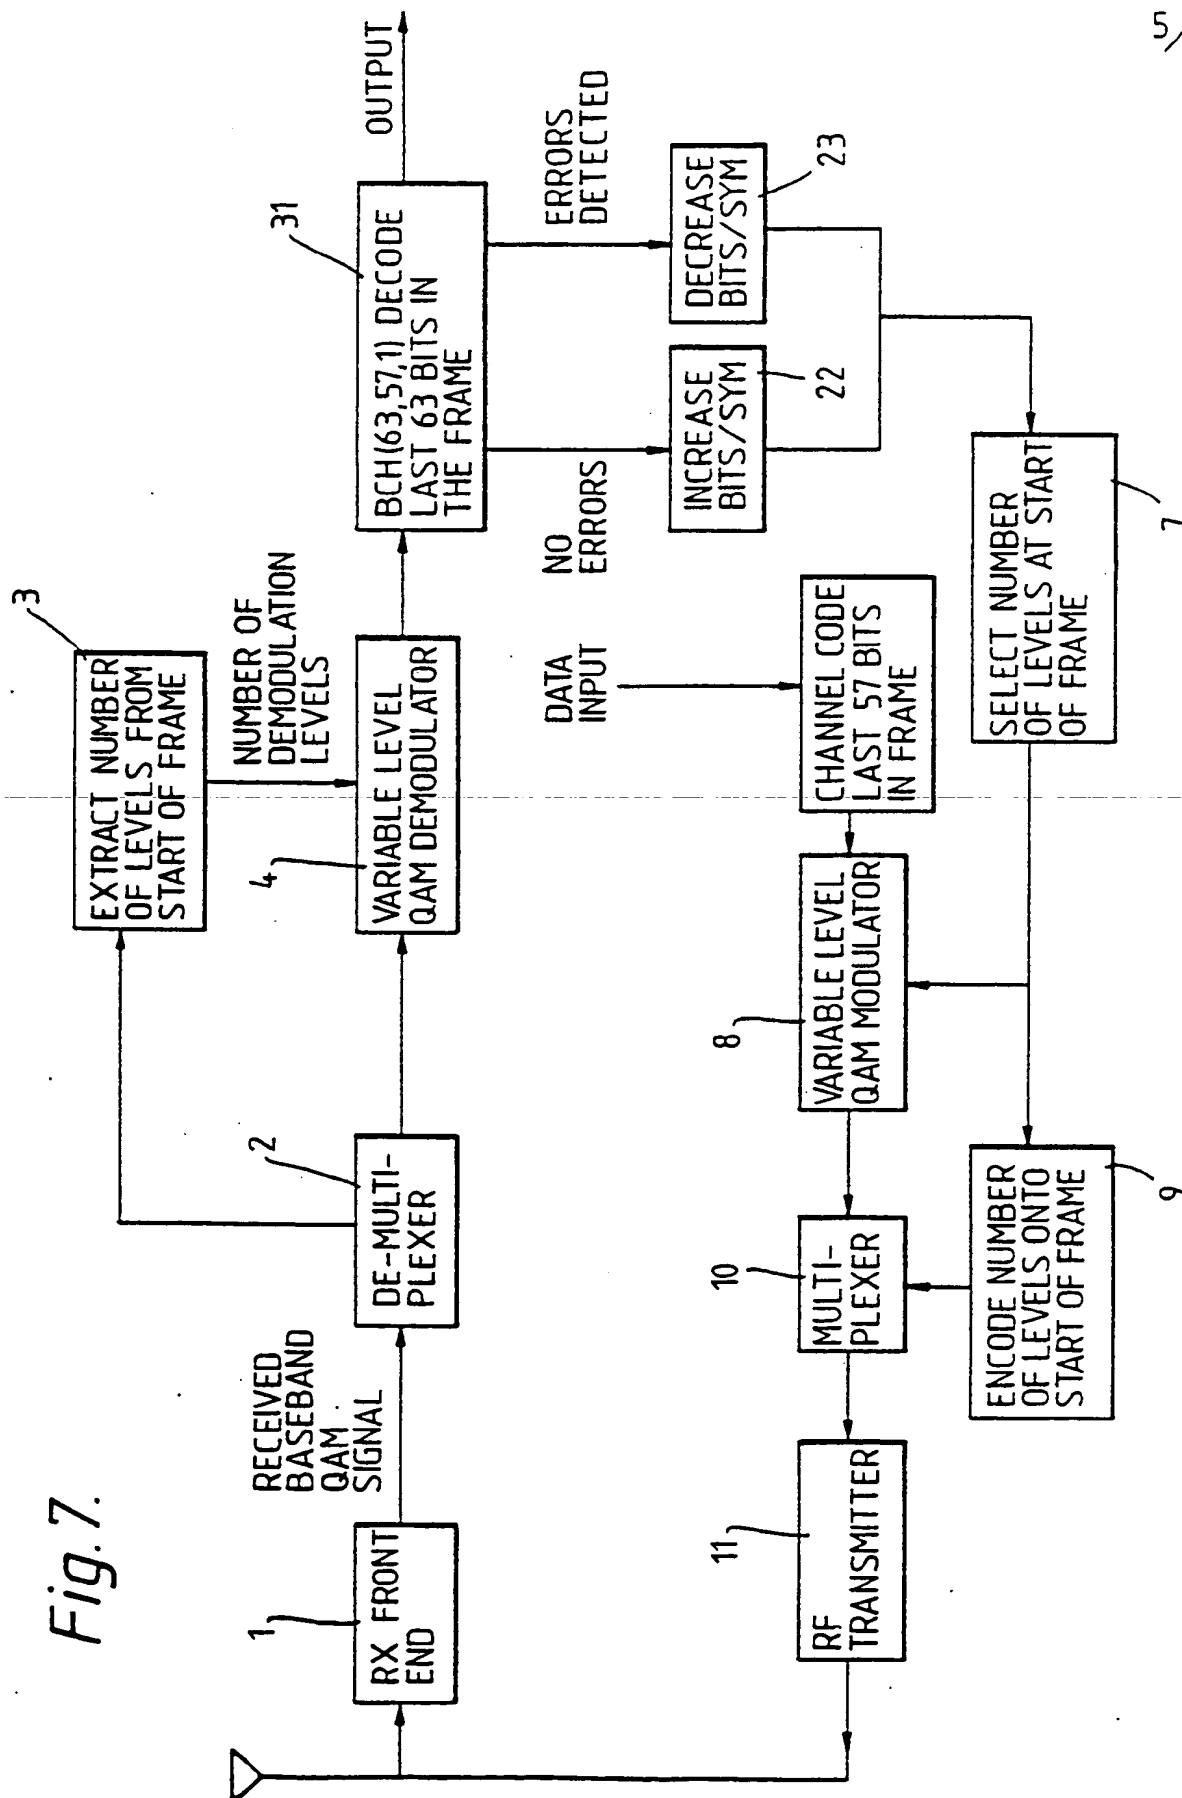 5/
Fig. 7.
3
EXTRACT NUMBER
OF LEVELS FROM
START OF FRAME
NUMBER OF
DEMODULATION
LEVELS
1
RX FRONT
END
RECEIVED
BASEBAND
QAM
SIGNAL
2
DE-MULTI-
PLEXER
4
VARIABLE LEVEL
QAM DEMODULATOR
31
BCH(63,57,1) DECODE
LAST 63 BITS IN
THE FRAME
OUTPUT
NO
ERRORS
ERRORS
DETECTED
INCREASE
BITS/SYM
22
DECREASE
BITS/SYM
23
DATA
INPUT
CHANNEL CODE
LAST 57 BITS
IN FRAME
8
VARIABLE LEVEL
QAM MODULATOR
10
MULTI-
PLEXER
11
RF
TRANSMITTER
SELECT NUMBER
OF LEVELS AT START
OF FRAME
7
ENCODE NUMBER
OF LEVELS ONTO
START OF FRAME
9